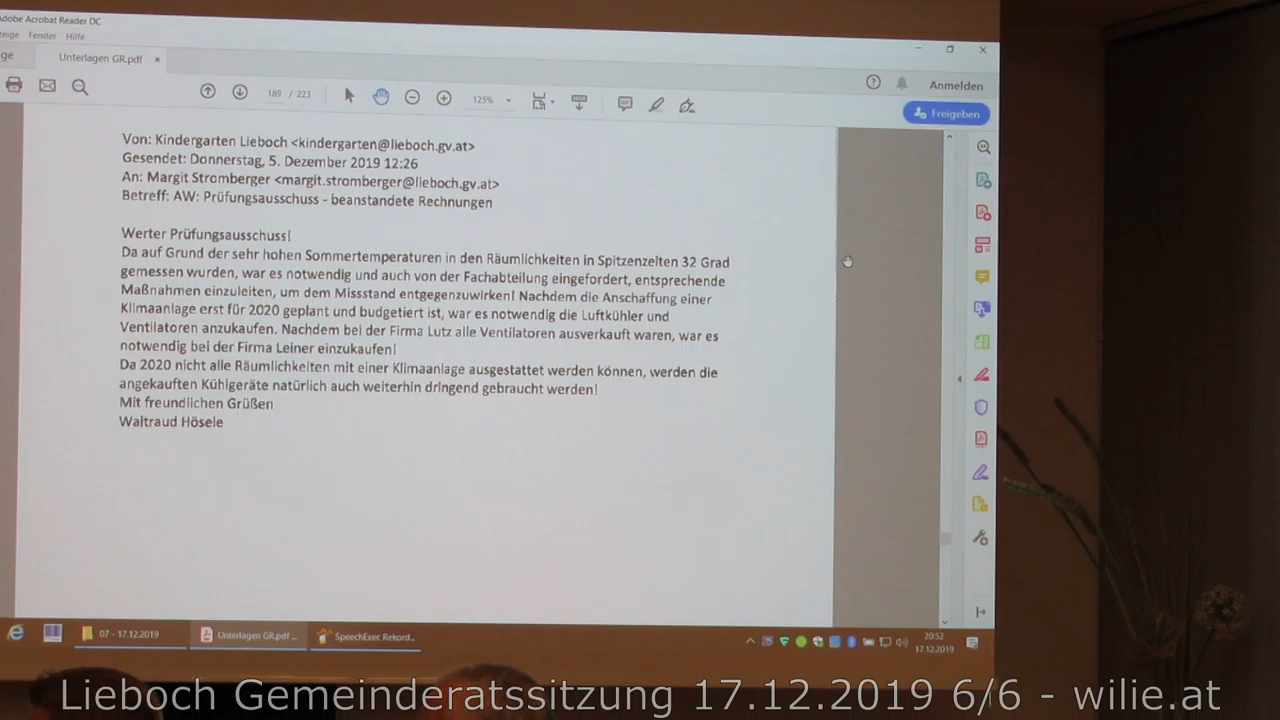 Adobe Acrobat Reader DC
Fenster Hilfe
Unterlagen GR.pdf ×
189 / 223
125%
Anmelden
Freigeben
Von: Kindergarten Lieboch <kindergarten@lieboch.gv.at>
Gesendet: Donnerstag, 5. Dezember 2019 12:26
An: Margit Stromberger <margit.stromberger@lieboch.gv.at>
Betreff: AW: Prüfungsausschuss - beanstandete Rechnungen
Werter Prüfungsausschuss!
Da auf Grund der sehr hohen Sommertemperaturen in den Räumlichkeiten in Spitzenzeiten 32 Grad
gemessen wurden, war es notwendig und auch von der Fachabteilung eingefordert, entsprechende
Maßnahmen einzuleiten, um dem Missstand entgegenzuwirken! Nachdem die Anschaffung einer
Klimaanlage erst für 2020 geplant und budgetiert ist, war es notwendig die Luftkühler und
Ventilatoren anzukaufen. Nachdem bei der Firma Lutz alle Ventilatoren ausverkauft waren, war es
notwendig bei der Firma Leiner einzukaufen!
Da 2020 nicht alle Räumlichkeiten mit einer Klimaanlage ausgestattet werden können, werden die
angekauften Kühlgeräte natürlich auch weiterhin dringend gebraucht werden!
Mit freundlichen Grüßen
Waltraud Hösele
07 - 17.12.2019
Unterlagen GR.pdf ...
SpeechExec Rekord...
20:52
17.12.2019
Lieboch Gemeinderatssitzung 17.12.2019 6/6 - wilie.at